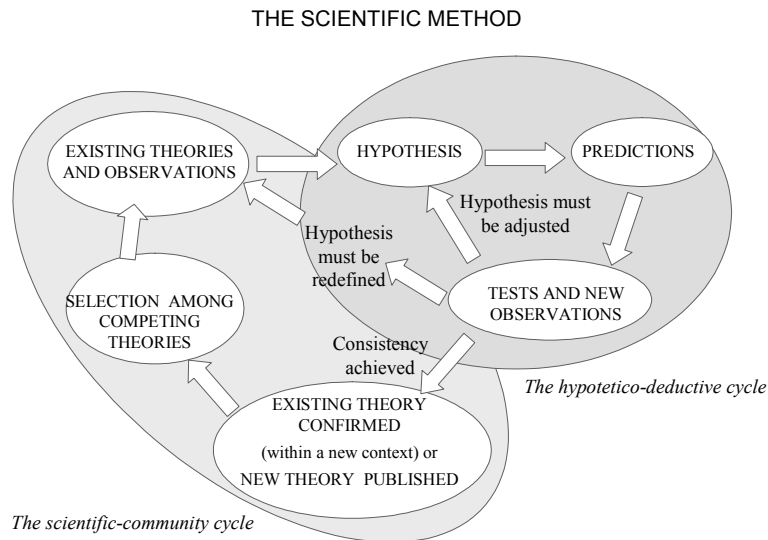 THE SCIENTIFIC METHOD
EXISTING THEORIES
AND OBSERVATIONS
HYPOTHESIS
PREDICTIONS
Hypothesis must
be adjusted
Hypothesis
must be
redefined
SELECTION AMONG
COMPETING
THEORIES
TESTS AND NEW
OBSERVATIONS
Consistency
achieved
The hypotetico-deductive cycle
EXISTING THEORY
CONFIRMED
(within a new context) or
NEW THEORY PUBLISHED
The scientific-community cycle